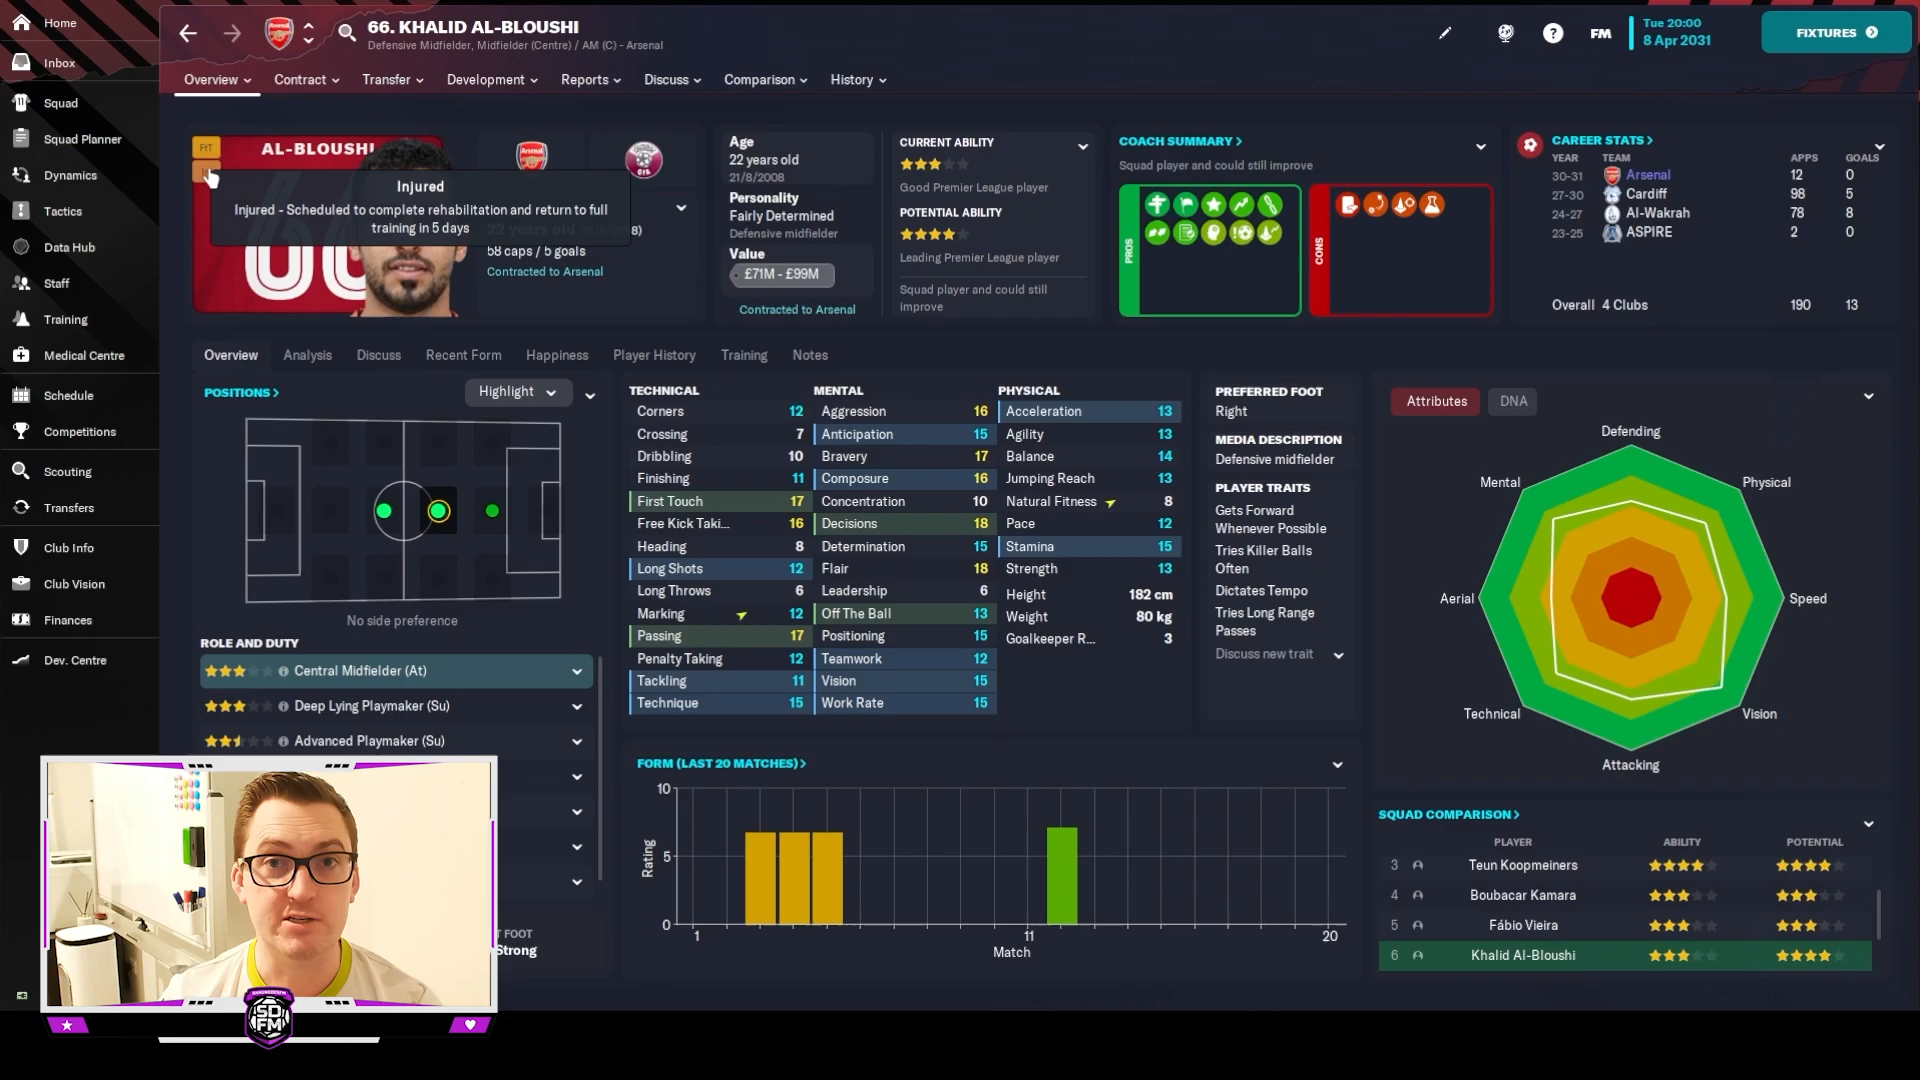 Home
66. KHALID AL-BLOUSHI
Defensive Midfielder, Midfielder (Centre) / AM (C) - Arsenal
FM
Tue 20:00
8 Apr 2031
FIXTURES
Inbox
Overview Contract Transfer Development Reports Discuss Comparison History
Squad
Squad Planner
Dynamics
Tactics
Data Hub
Staff
Training
Medical Centre
Schedule
Competitions
Scouting
Transfers
Club Info
Club Vision
Finances
Dev. Centre
AL-BLOUSHI
Injured
Injured - Scheduled to complete rehabilitation and return to full
training in 5 days
58 caps / 5 goals
Contracted to Arsenal
Age
22 years old
21/8/2008
Personality
Fairly Determined
Defensive midfielder
Value
£71M - £99M
Contracted to Arsenal
CURRENT ABILITY
Good Premier League player
POTENTIAL ABILITY
Leading Premier League player
Squad player and could still
improve
COACH SUMMARY
Squad player and could still improve
PROS
CONS
CAREER STATS
YEAR TEAM APPS GOALS
30-31 Arsenal 12 0
27-30 Cardiff 98 5
24-27 Al-Wakrah 78 8
23-25 ASPIRE 2 0
Overall 4 Clubs 190 13
Overview Analysis Discuss Recent Form Happiness Player History Training Notes
POSITIONS
Highlight
No side preference
ROLE AND DUTY
Central Midfielder (At)
Deep Lying Playmaker (Su)
Advanced Playmaker (Su)
T FOOT
Strong
TECHNICAL
Corners 12
Crossing 7
Dribbling 10
Finishing 11
First Touch 17
Free Kick Taki... 16
Heading 8
Long Shots 12
Long Throws 6
Marking 12
Passing 17
Penalty Taking 12
Tackling 11
Technique 15
MENTAL
Aggression 16
Anticipation 15
Bravery 17
Composure 16
Concentration 10
Decisions 18
Determination 15
Flair 18
Leadership 6
Off The Ball 13
Positioning 15
Teamwork 12
Vision 15
Work Rate 15
PHYSICAL
Acceleration 13
Agility 13
Balance 14
Jumping Reach 13
Natural Fitness 8
Pace 12
Stamina 15
Strength 13
Height 182 cm
Weight 80 kg
Goalkeeper R... 3
PREFERRED FOOT
Right
MEDIA DESCRIPTION
Defensive midfielder
PLAYER TRAITS
Gets Forward
Whenever Possible
Tries Killer Balls
Often
Dictates Tempo
Tries Long Range
Passes
Discuss new trait
Attributes DNA
Defending
Mental Physical
Aerial Speed
Technical Vision
Attacking
FORM (LAST 20 MATCHES)
10
Rating
5
0
1 11 20
Match
SQUAD COMPARISON
PLAYER ABILITY POTENTIAL
3 Teun Koopmeiners
4 Boubacar Kamara
5 Fábio Vieira
6 Khalid Al-Bloushi
SD
FM